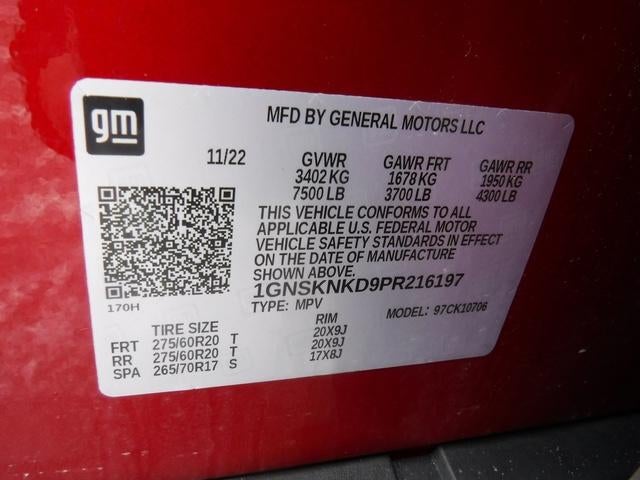 gm
MFD BY GENERAL MOTORS LLC
11/22 GVWR GAWR FRT GAWR RR
3402 KG 1678 KG 1950 KG
7500 LB 3700 LB 4300 LB
THIS VEHICLE CONFORMS TO ALL
APPLICABLE U.S. FEDERAL MOTOR
VEHICLE SAFETY STANDARDS IN EFFECT
ON THE DATE OF MANUFACTURE
SHOWN ABOVE.
1GNSKNKD9PR216197
170H
TYPE: MPV MODEL: 97CK10706
TIRE SIZE RIM
FRT 275/60R20 T 20X9J
RR 275/60R20 T 20X9J
SPA 265/70R17 S 17X8J